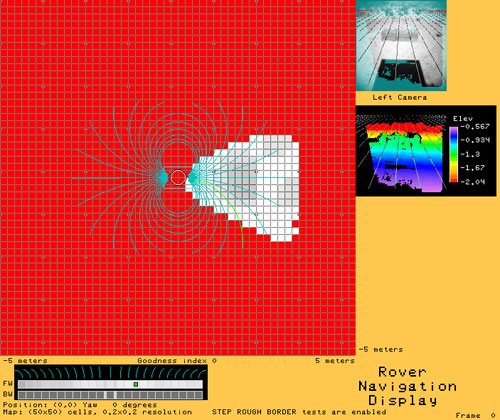 Left Camera
Elev
-0.567
-0.934
-1.3
-1.67
-2.04
-5 meters
-5 meters Goodness index 0 5 meters
FW
BW
Position: (0,0) Yaw 0 degrees
Map: (50x50) cells, 0.2x0.2 resolution STEP ROUGH BORDER tests are enabled
Rover
Navigation
Display
Frame 0